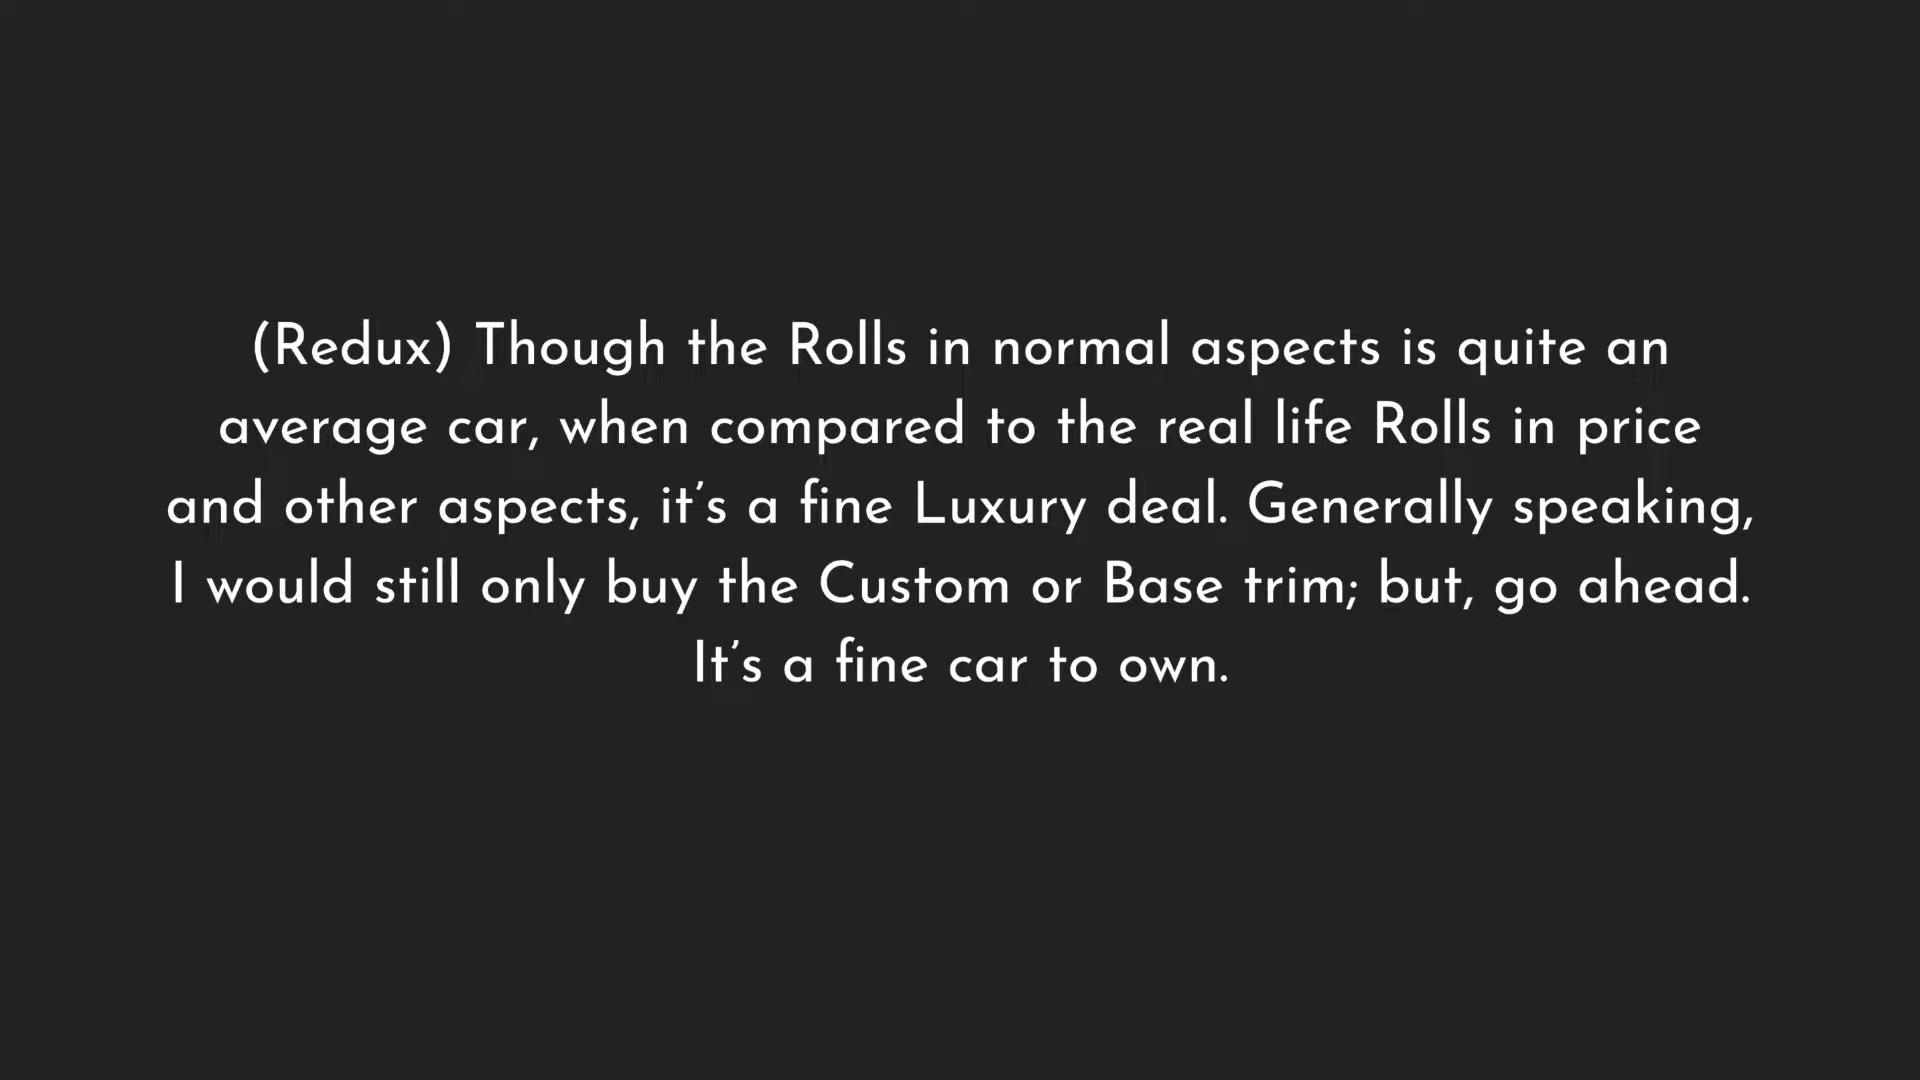 (Redux) Though the Rolls in normal aspects is quite an
average car, when compared to the real life Rolls in price
and other aspects, it’s a fine Luxury deal. Generally speaking,
I would still only buy the Custom or Base trim; but, go ahead.
It’s a fine car to own.